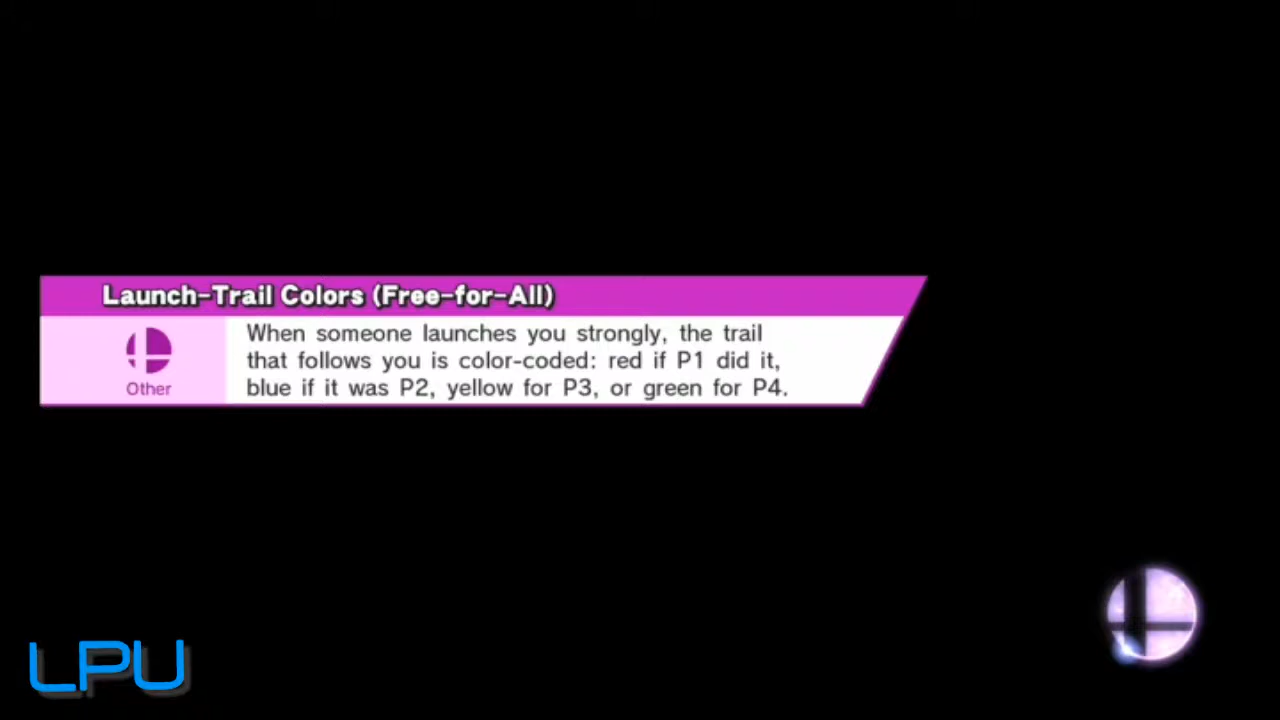 Launch-Trail Colors (Free-for-All)
When someone launches you strongly, the trail
that follows you is color-coded: red if P1 did it,
blue if it was P2, yellow for P3, or green for P4.
Other
LPU